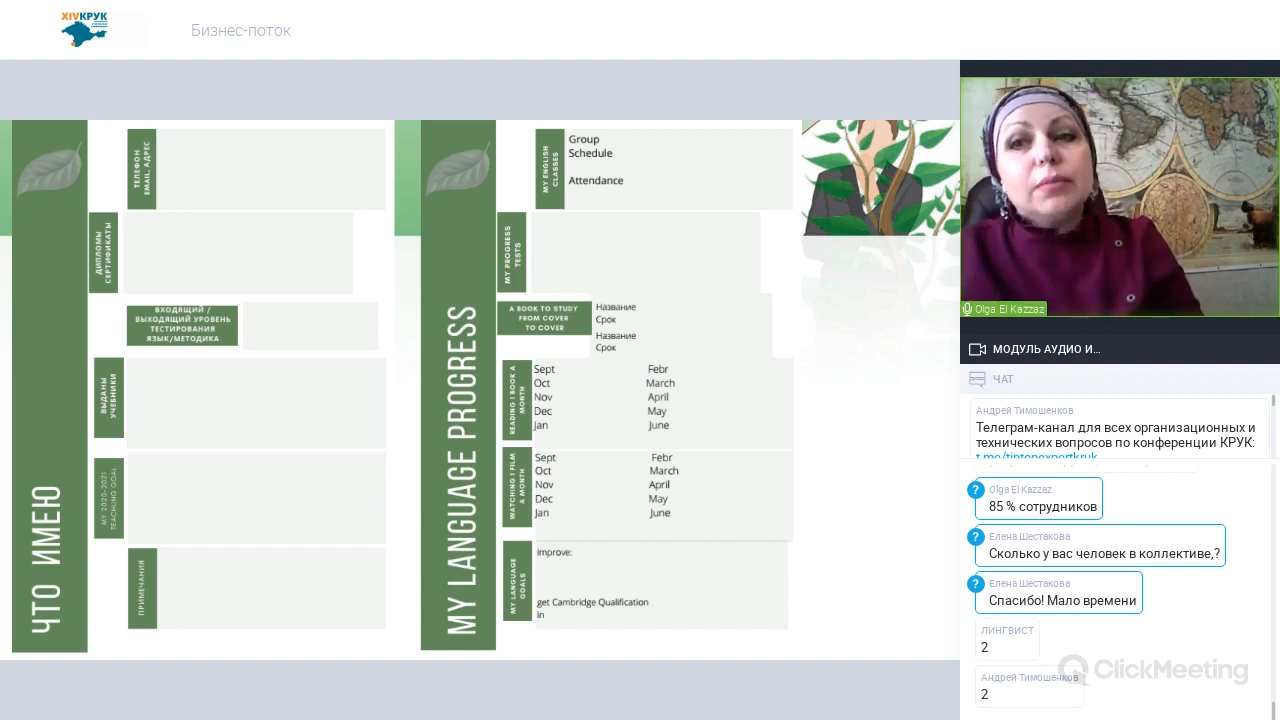 XIVКРУК
Бизнес-поток
ЧТО ИМЕЮ
ТЕЛЕФОН
EMAIL, АДРЕС
ДИПЛОМЫ
СЕРТИФИКАТЫ
ВХОДЯЩИЙ /
ВЫХОДЯЩИЙ УРОВЕНЬ
ТЕСТИРОВАНИЯ
ЯЗЫК/МЕТОДИКА
ВЫДАНЫ
УЧЕБНИКИ
MY 2020-2021
TEACHING GOAL
ПРИМЕЧАНИЯ
MY LANGUAGE PROGRESS
MY ENGLISH
CLASSES
Group
Schedule
Attendance
MY PROGRESS
TESTS
A BOOK TO STUDY
FROM COVER
TO COVER
Название
Срок
Название
Срок
READING 1 BOOK A
MONTH
Sept Febr
Oct March
Nov April
Dec May
Jan June
WATCHING 1 FILM
A MONTH
Sept Febr
Oct March
Nov April
Dec May
Jan June
MY LANGUAGE
GOALS
improve:
get Cambridge Qualification
in
Olga El Kazzaz
МОДУЛЬ АУДИО И...
ЧАТ
Андрей Тимошенков
Телеграм-канал для всех организационных и
технических вопросов по конференции КРУК:
t.me/tiptopexpertkruk
? Olga El Kazzaz
85 % сотрудников
? Елена Шестакова
Сколько у вас человек в коллективе,?
? Елена Шестакова
Спасибо! Мало времени
ЛИНГВИСТ
2
Андрей Тимошенков
2
ClickMeeting